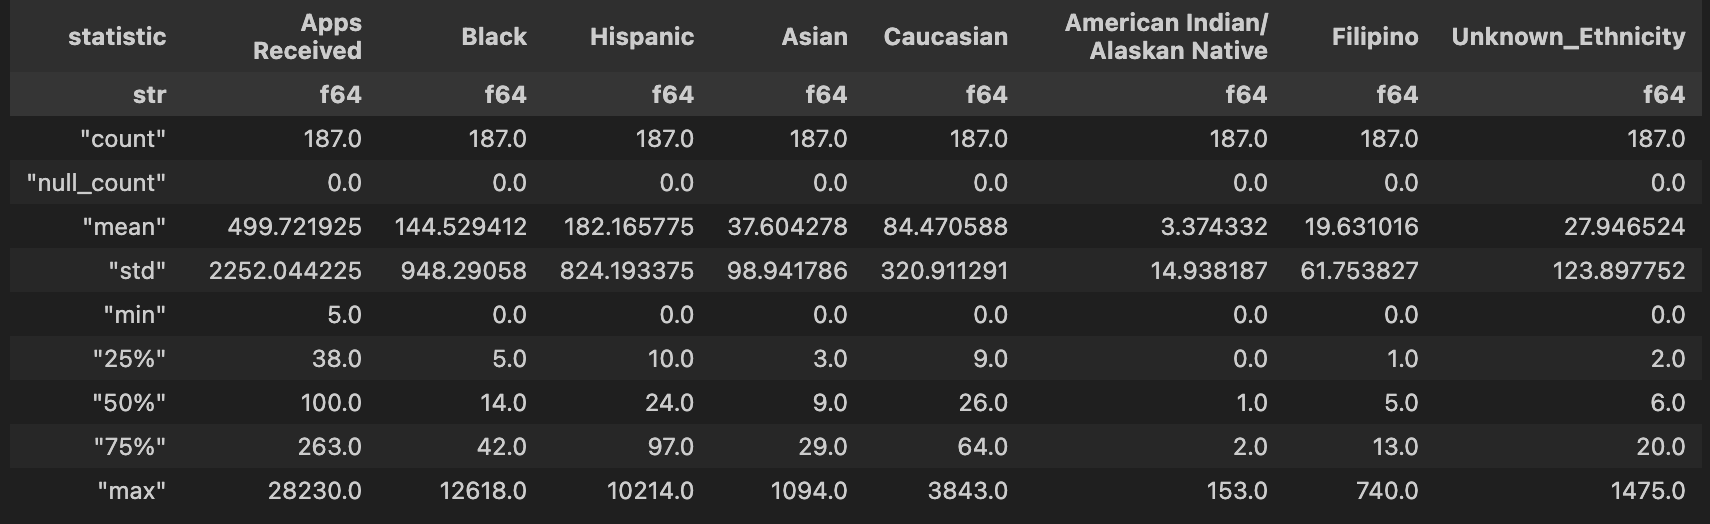 statistic Apps Received Black Hispanic Asian Caucasian American Indian/ Alaskan Native Filipino Unknown_Ethnicity
str f64 f64 f64 f64 f64 f64 f64 f64
"count" 187.0 187.0 187.0 187.0 187.0 187.0 187.0 187.0
"null_count" 0.0 0.0 0.0 0.0 0.0 0.0 0.0 0.0
"mean" 499.721925 144.529412 182.165775 37.604278 84.470588 3.374332 19.631016 27.946524
"std" 2252.044225 948.29058 824.193375 98.941786 320.911291 14.938187 61.753827 123.897752
"min" 5.0 0.0 0.0 0.0 0.0 0.0 0.0 0.0
"25%" 38.0 5.0 10.0 3.0 9.0 0.0 1.0 2.0
"50%" 100.0 14.0 24.0 9.0 26.0 1.0 5.0 6.0
"75%" 263.0 42.0 97.0 29.0 64.0 2.0 13.0 20.0
"max" 28230.0 12618.0 10214.0 1094.0 3843.0 153.0 740.0 1475.0